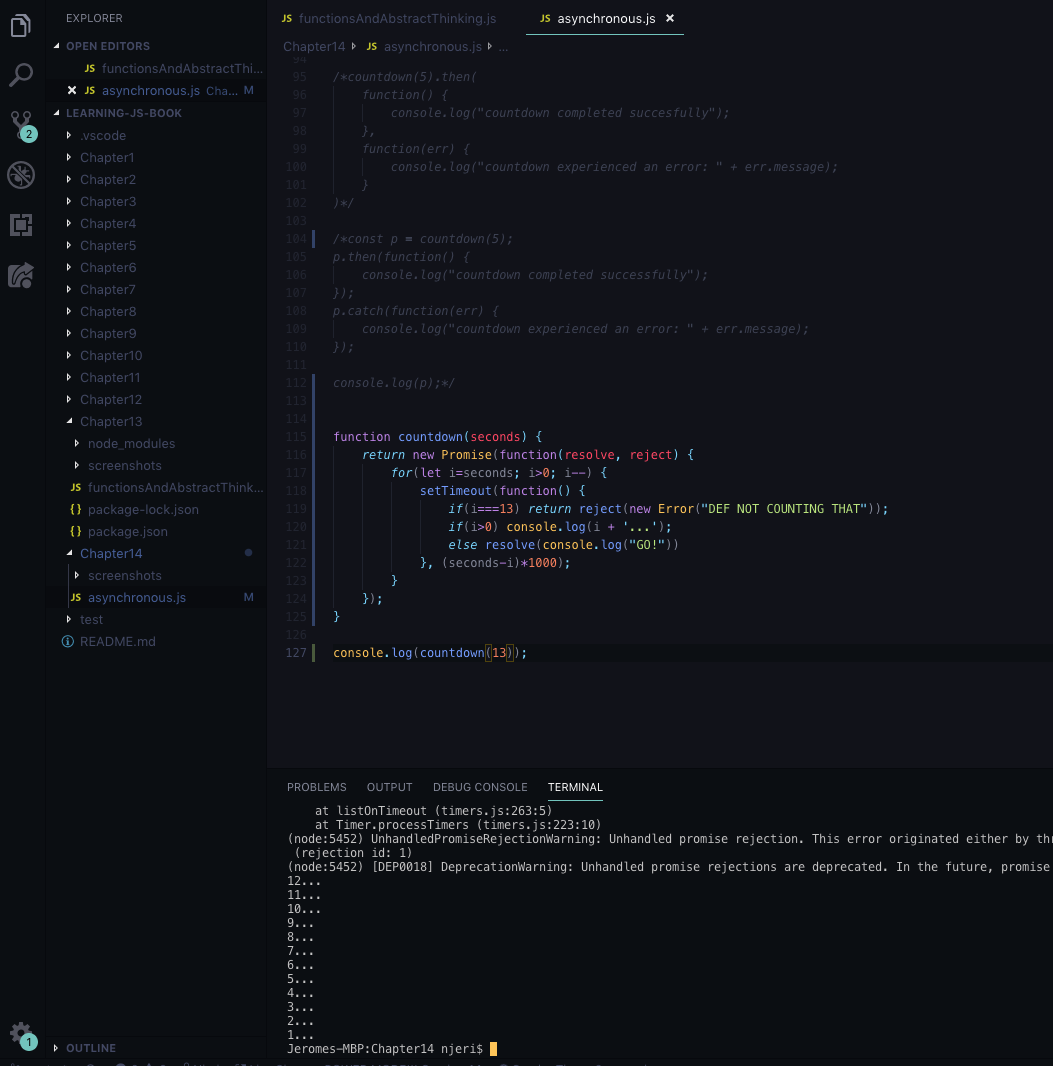 EXPLORER
OPEN EDITORS
JS functionsAndAbstractThi...
JS asynchronous.js Cha... M
LEARNING-JS-BOOK
.vscode
Chapter1
Chapter2
Chapter3
Chapter4
Chapter5
Chapter6
Chapter7
Chapter8
Chapter9
Chapter10
Chapter11
Chapter12
Chapter13
node_modules
screenshots
JS functionsAndAbstractThink...
{} package-lock.json
{} package.json
Chapter14
screenshots
JS asynchronous.js M
test
README.md
OUTLINE
2
1
JS functionsAndAbstractThinking.js
JS asynchronous.js ×
Chapter14 JS asynchronous.js ...
94
95 /*countdown(5).then(
96 function() {
97 console.log("countdown completed succesfully");
98 },
99 function(err) {
100 console.log("countdown experienced an error: " + err.message);
101 }
102 )*/
103
104 /*const p = countdown(5);
105 p.then(function() {
106 console.log("countdown completed successfully");
107 });
108 p.catch(function(err) {
109 console.log("countdown experienced an error: " + err.message);
110 });
111
112 console.log(p);*/
113
114
115 function countdown(seconds) {
116 return new Promise(function(resolve, reject) {
117 for(let i=seconds; i>0; i--) {
118 setTimeout(function() {
119 if(i===13) return reject(new Error("DEF NOT COUNTING THAT"));
120 if(i>0) console.log(i + '...');
121 else resolve(console.log("GO!"))
122 }, (seconds-i)*1000);
123 }
124 });
125 }
126
127 console.log(countdown(13));
PROBLEMS OUTPUT DEBUG CONSOLE TERMINAL
at listOnTimeout (timers.js:263:5)
at Timer.processTimers (timers.js:223:10)
(node:5452) UnhandledPromiseRejectionWarning: Unhandled promise rejection. This error originated either by thr
(rejection id: 1)
(node:5452) [DEP0018] DeprecationWarning: Unhandled promise rejections are deprecated. In the future, promise
12...
11...
10...
9...
8...
7...
6...
5...
4...
3...
2...
1...
Jeromes-MBP:Chapter14 njeri$